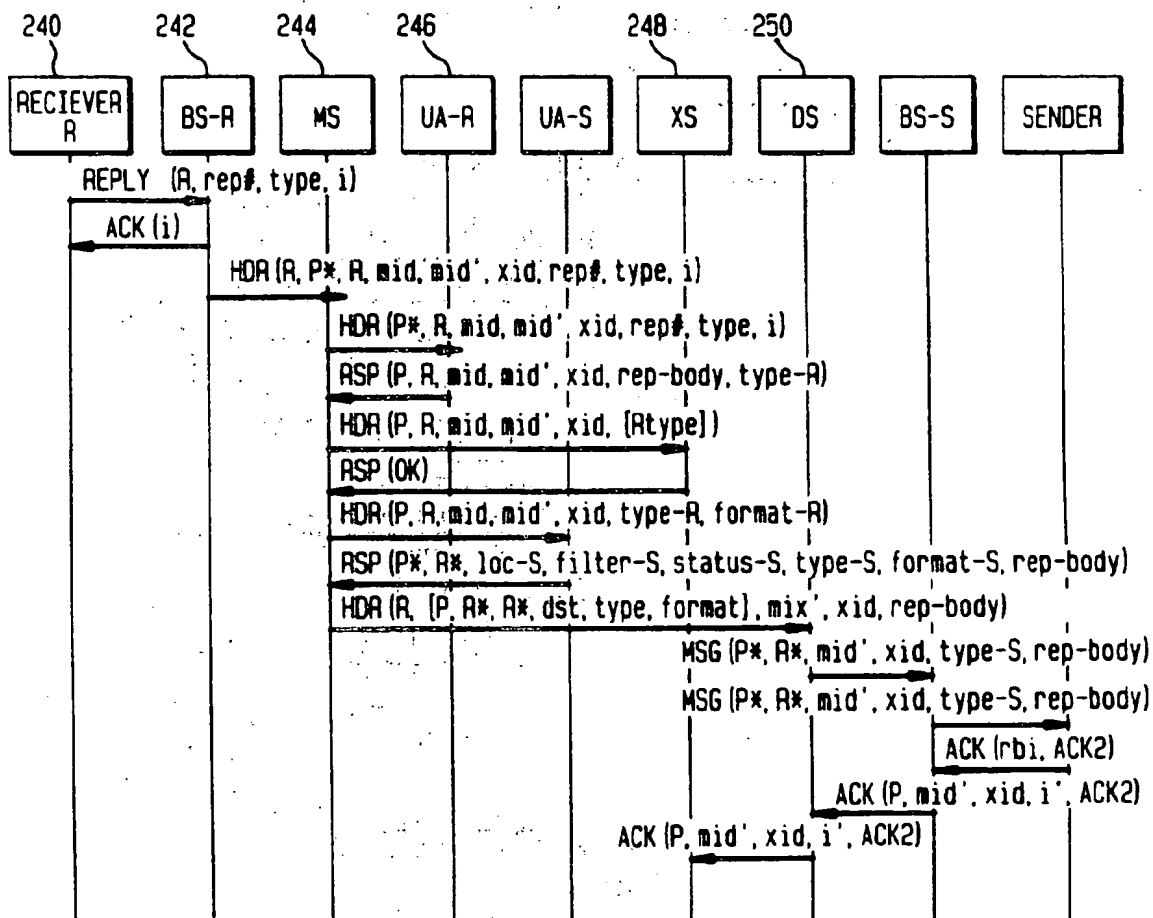 240 242 244 246 248 250
RECIEVER R BS-R MS UA-R UA-S XS DS BS-S SENDER
REPLY (R, rep#, type, i)
ACK (i)
HDR (R, P*, R, mid, mid', xid, rep#, type, i)
HDR (P*, R, mid, mid', xid, rep#, type, i)
RSP (P, R, mid, mid', xid, rep-body, type-R)
HDR (P, R, mid, mid', xid, [Rtype])
RSP (OK)
HDR (P, R, mid, mid', xid, type-R, format-R)
RSP (P*, R*, loc-S, filter-S, status-S, type-S, format-S, rep-body)
HDR (R, [P, R*, R*, dst, type, format], mix', xid, rep-body)
MSG (P*, R*, mid', xid, type-S, rep-body)
MSG (P*, R*, mid', xid, type-S, rep-body)
ACK (rbi, ACK2)
ACK (P, mid', xid, i', ACK2)
ACK (P, mid', xid, i', ACK2)